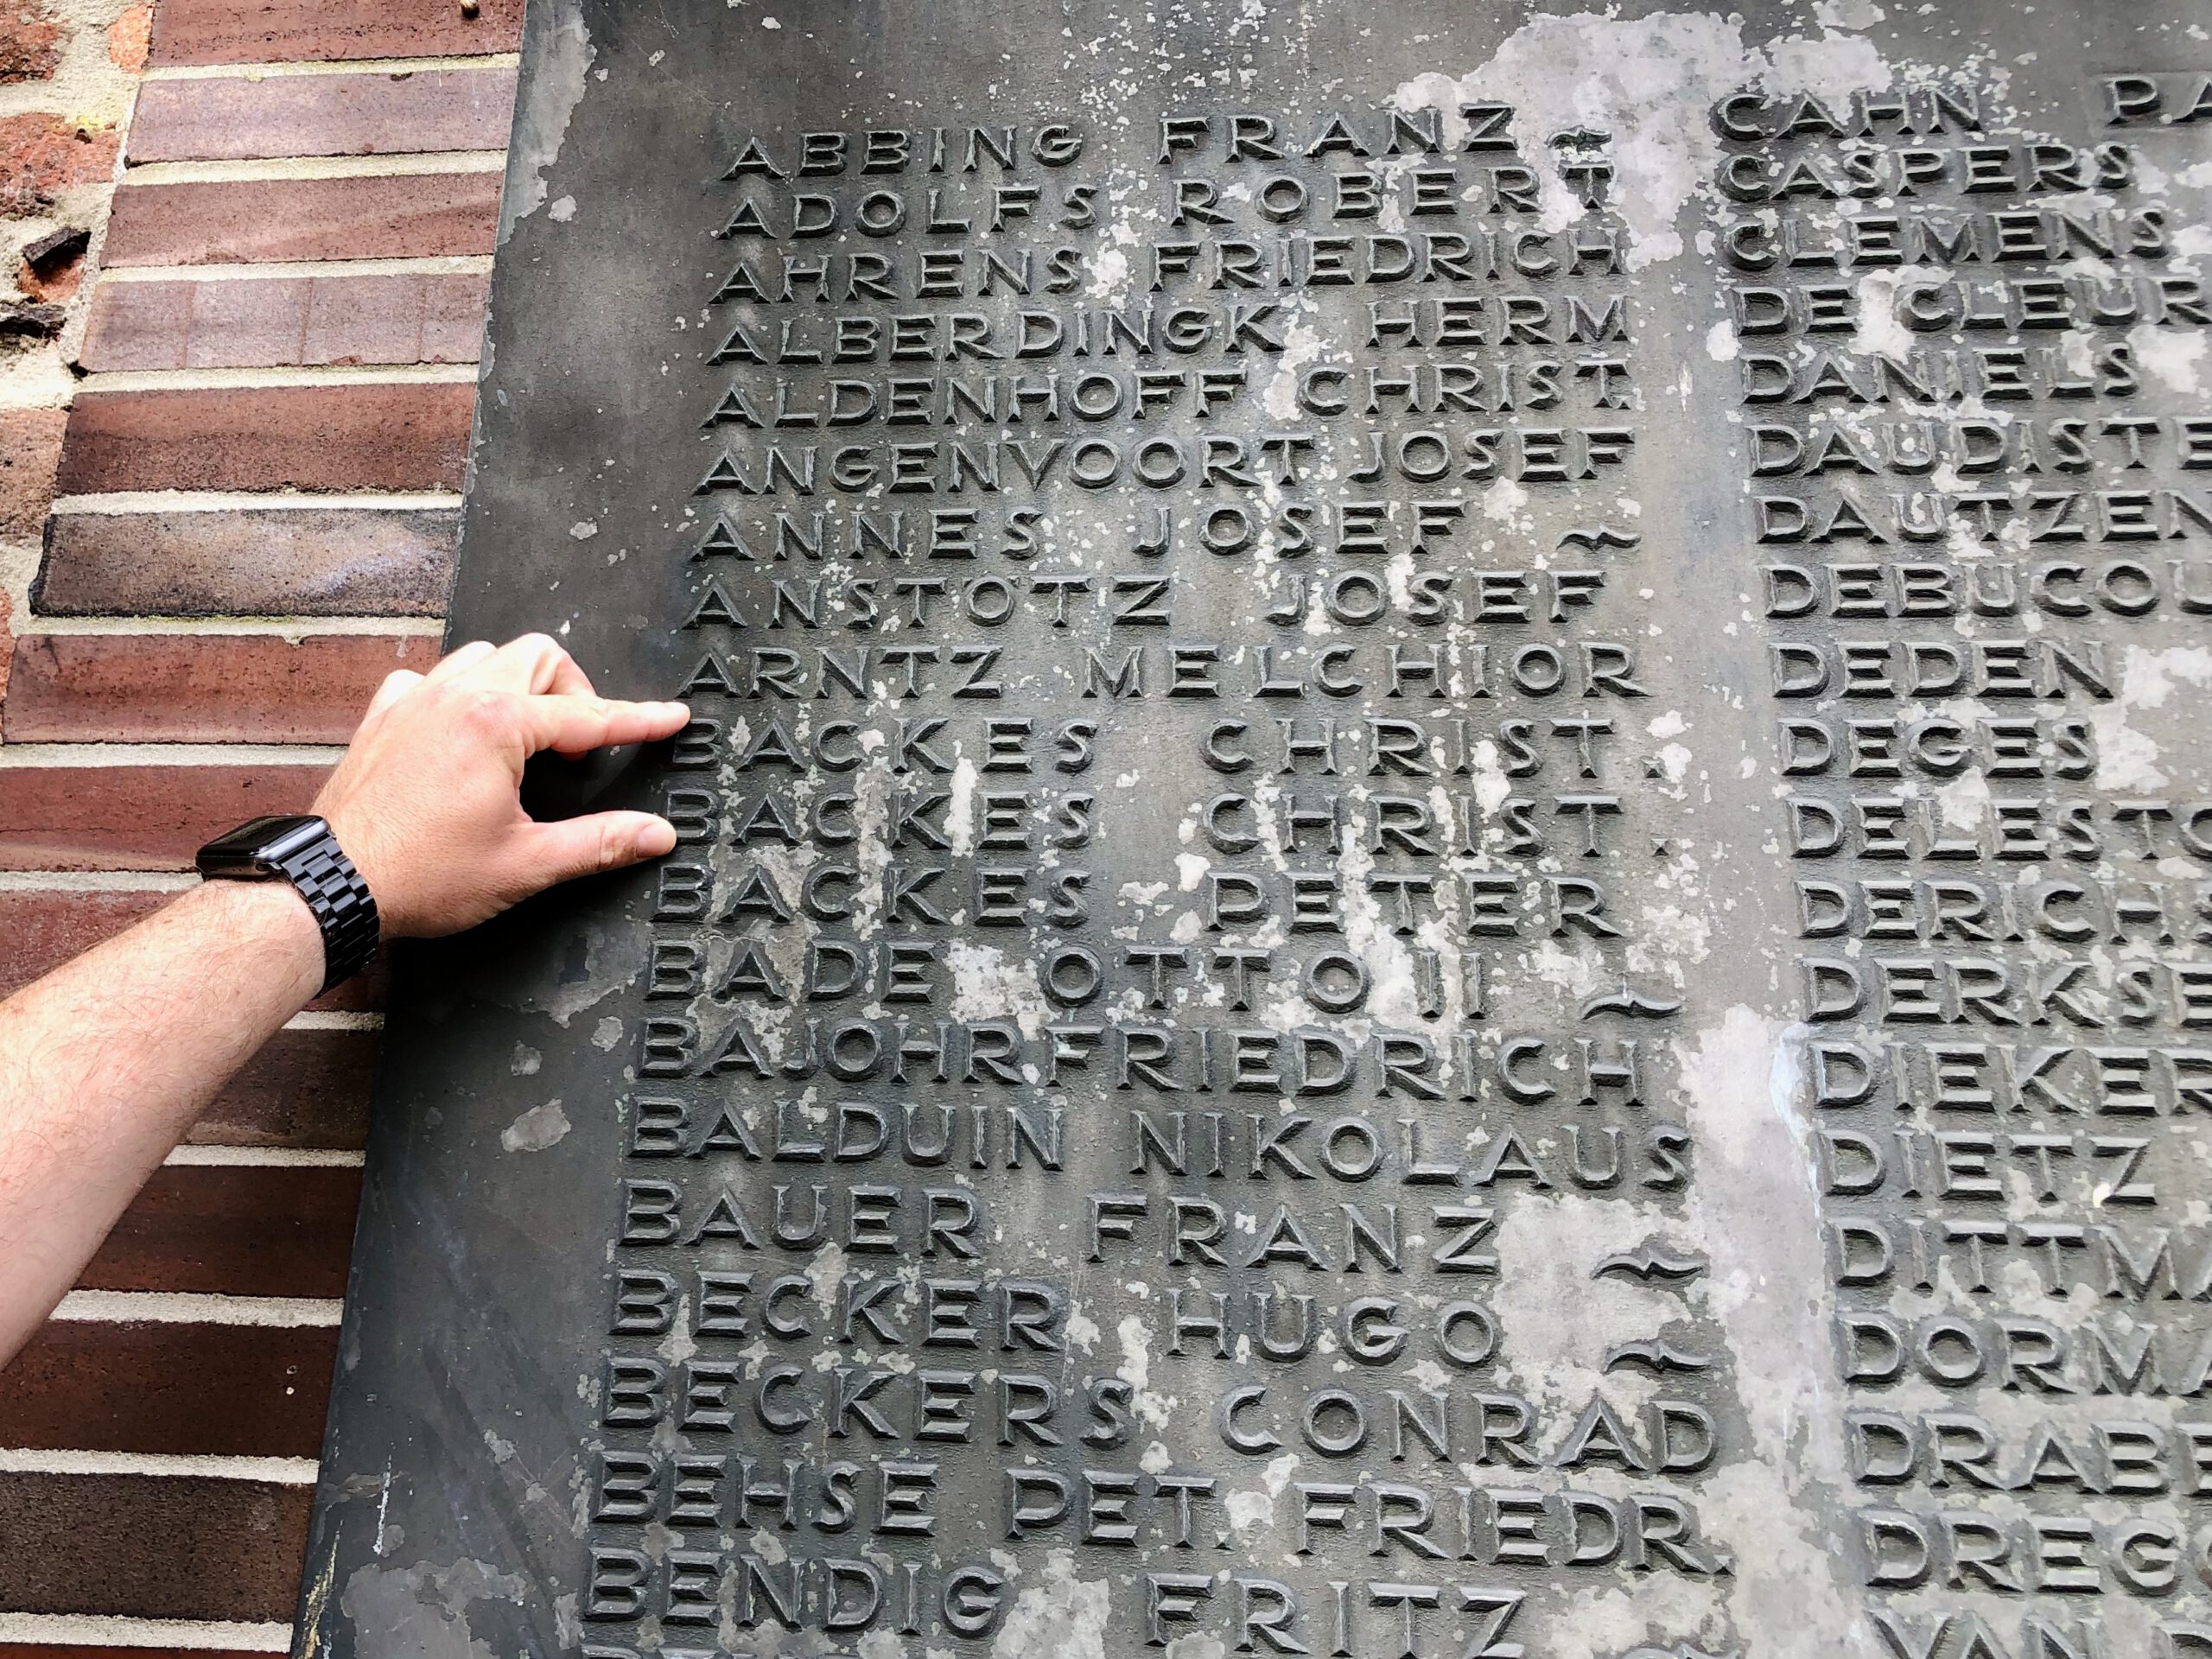 ABBING FRANZ
ADOLFS ROBERT
AHRENS FRIEDRICH
ALBERDINGK HERM
ALDENHOFF CHRIST.
ANGENVOORT JOSEF
ANNES JOSEF
ANSTÖTZ JOSEF
ARNTZ MELCHIOR
BACKES CHRIST.
BACKES CHRIST.
BACKES PETER
BADE OTTO II
BAJOHR FRIEDRICH
BALDUIN NIKOLAUS
BAUER FRANZ
BECKER HUGO
BECKERS CONRAD
BEHSE PET. FRIEDR.
BENDIG FRITZ
CAHN PA
CASPERS
CLEMENS
DE CLEUR
DANIELS
DAUDISTE
DAUTZEN
DEBUCOU
DEDEN
DEGES
DELESTO
DERICHS
DERKSE
DIEKER
DIETZ
DITTMA
DORMA
DRABE
DREG
VAN D